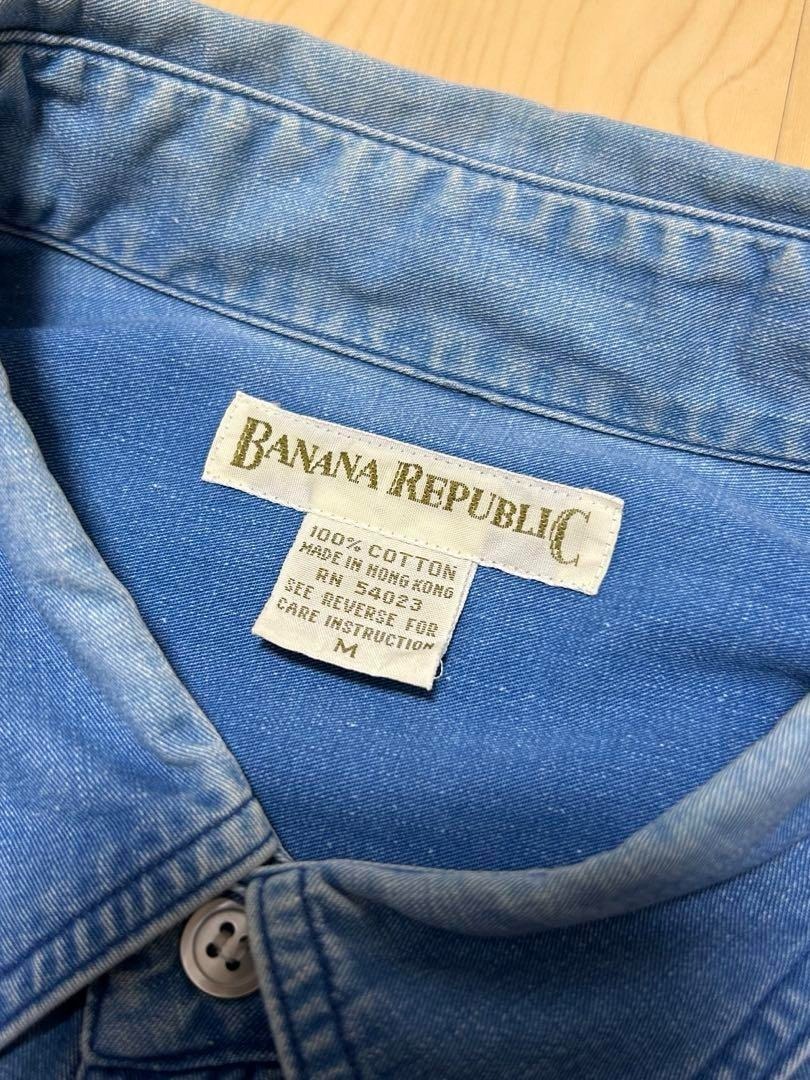 BANANA REPUBLIC
100% COTTON
MADE IN HONG KONG
RN 54023
SEE REVERSE FOR
CARE INSTRUCTION
M